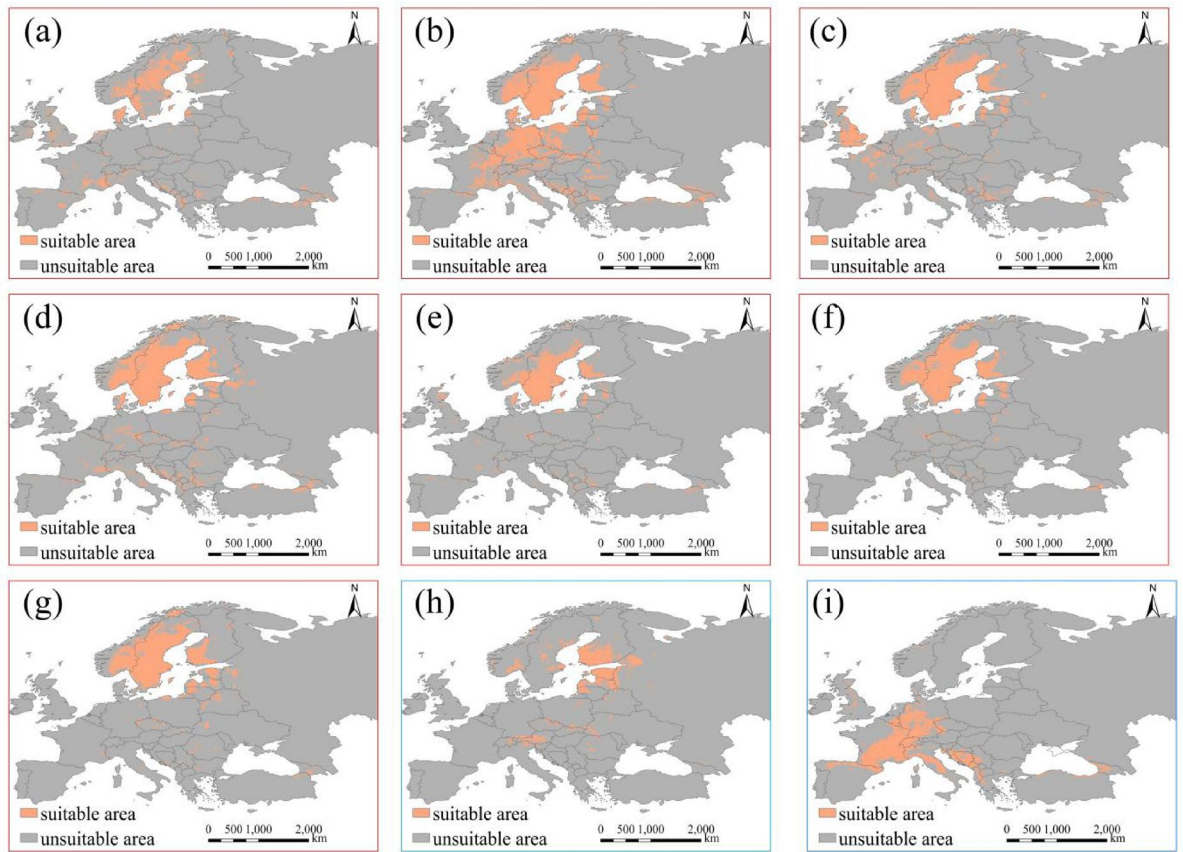 (a)
N
suitable area
unsuitable area
0 500 1,000 2,000
km
(b)
N
suitable area
unsuitable area
0 500 1,000 2,000
km
(c)
N
suitable area
unsuitable area
0 500 1,000 2,000
km
(d)
N
suitable area
unsuitable area
0 500 1,000 2,000
km
(e)
N
suitable area
unsuitable area
0 500 1,000 2,000
km
(f)
N
suitable area
unsuitable area
0 500 1,000 2,000
km
(g)
N
suitable area
unsuitable area
0 500 1,000 2,000
km
(h)
N
suitable area
unsuitable area
0 500 1,000 2,000
km
(i)
N
suitable area
unsuitable area
0 500 1,000 2,000
km